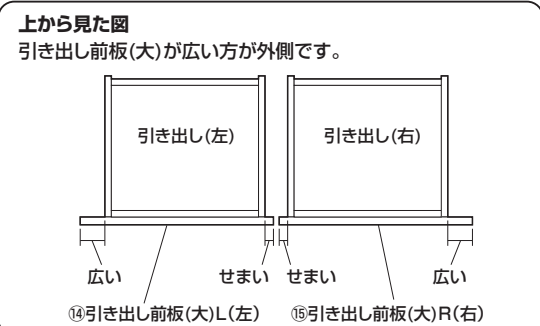 上から見た図
引き出し前板(大)が広い方が外側です。
引き出し(左) 引き出し(右)
広い せまい せまい 広い
⑭引き出し前板(大)L(左) ⑮引き出し前板(大)R(右)